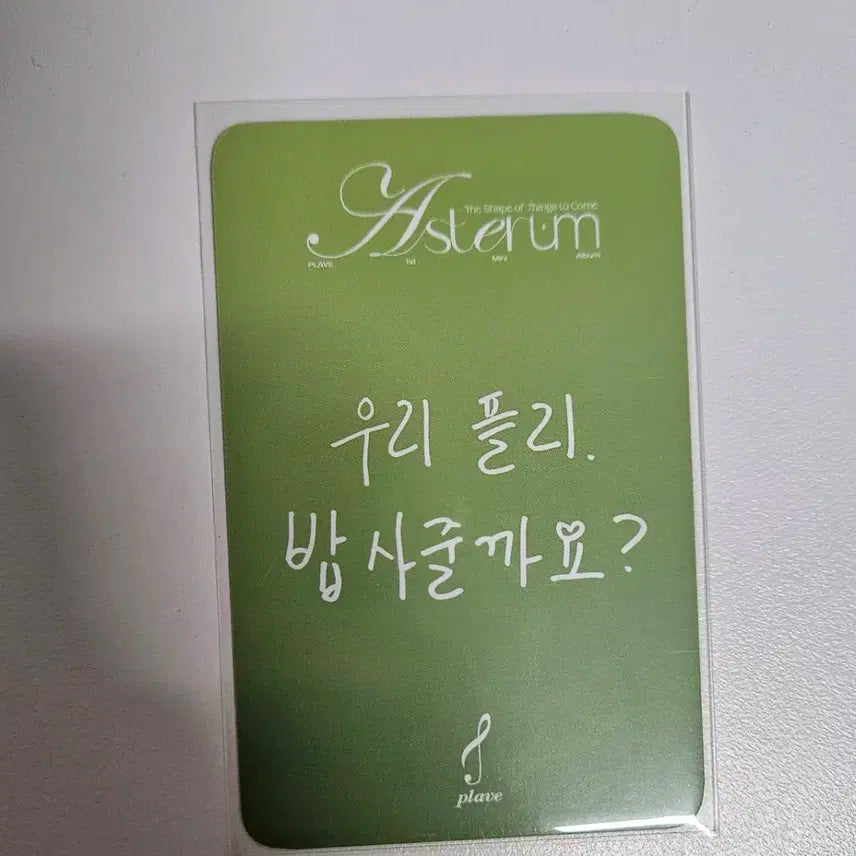 The Shape of Things to Come
Asterum
PLAVE 1st Mini Album
우리 플리.
밥 사줄까요?
plave